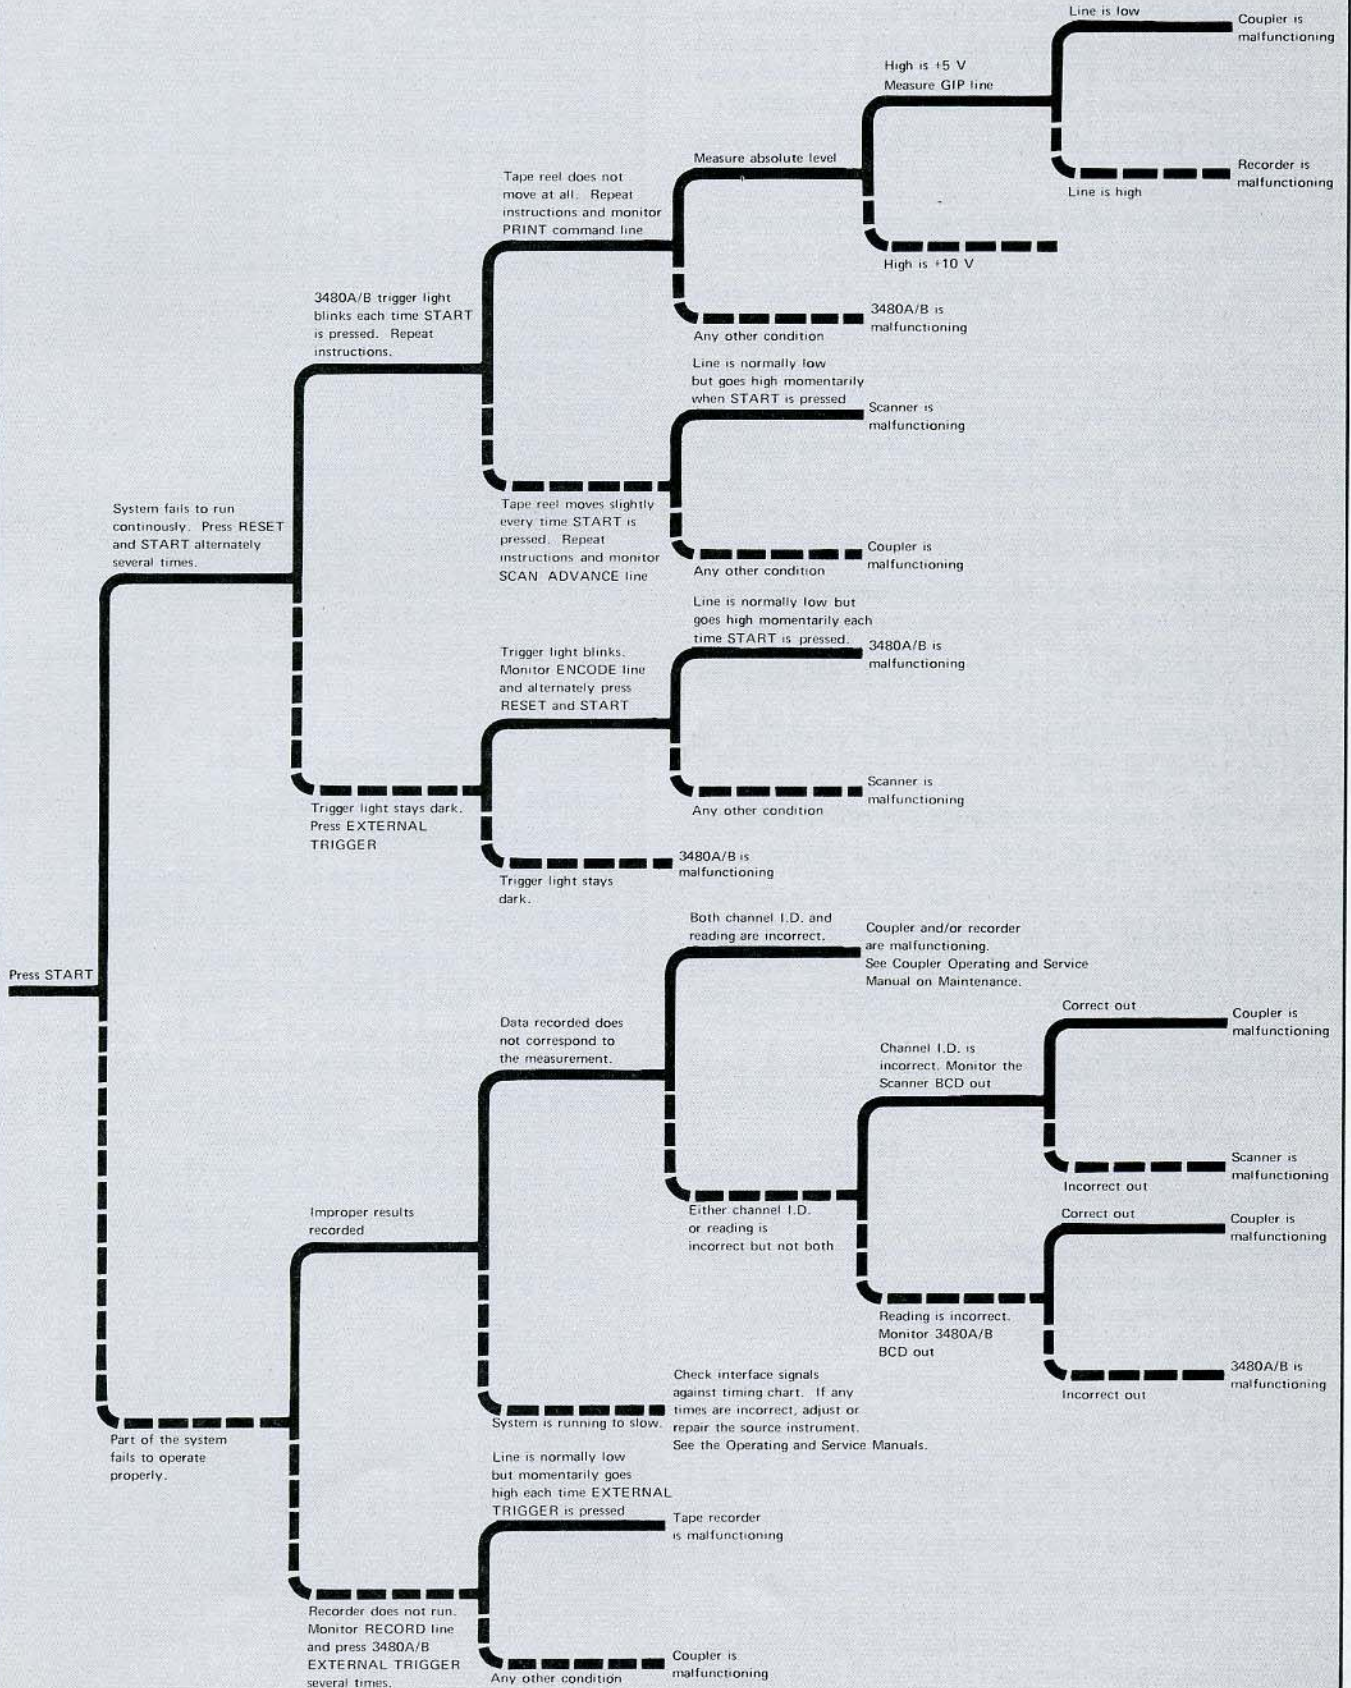 Line is low
Coupler is
malfunctioning
High is +5 V
Measure GIP line
Measure absolute level
Recorder is
malfunctioning
Line is high
Tape reel does not
move at all. Repeat
instructions and monitor
PRINT command line
High is +10 V
3480A/B trigger light
blinks each time START
is pressed. Repeat
instructions.
3480A/B is
malfunctioning
Any other condition
Line is normally low
but goes high momentarily
when START is pressed
Scanner is
malfunctioning
System fails to run
continously. Press RESET
and START alternately
several times.
Tape reel moves slightly
every time START is
pressed. Repeat
instructions and monitor
SCAN ADVANCE line
Coupler is
malfunctioning
Any other condition
Line is normally low but
goes high momentarily each
time START is pressed.
3480A/B is
malfunctioning
Trigger light blinks.
Monitor ENCODE line
and alternately press
RESET and START
Scanner is
malfunctioning
Any other condition
Trigger light stays dark.
Press EXTERNAL
TRIGGER
3480A/B is
malfunctioning
Trigger light stays
dark.
Press START
Both channel I.D. and
reading are incorrect.
Coupler and/or recorder
are malfunctioning.
See Coupler Operating and Service
Manual on Maintenance.
Data recorded does
not correspond to
the measurement.
Correct out
Coupler is
malfunctioning
Channel I.D. is
incorrect. Monitor the
Scanner BCD out
Scanner is
malfunctioning
Incorrect out
Improper results
recorded
Either channel I.D.
or reading is
incorrect but not both
Correct out
Coupler is
malfunctioning
Reading is incorrect.
Monitor 3480A/B
BCD out
3480A/B is
malfunctioning
Incorrect out
Check interface signals
against timing chart. If any
times are incorrect, adjust or
repair the source instrument.
See the Operating and Service Manuals.
System is running to slow.
Part of the system
fails to operate
properly.
Line is normally low
but momentarily goes
high each time EXTERNAL
TRIGGER is pressed
Tape recorder
is malfunctioning
Recorder does not run.
Monitor RECORD line
and press 3480A/B
EXTERNAL TRIGGER
several times.
Coupler is
malfunctioning
Any other condition